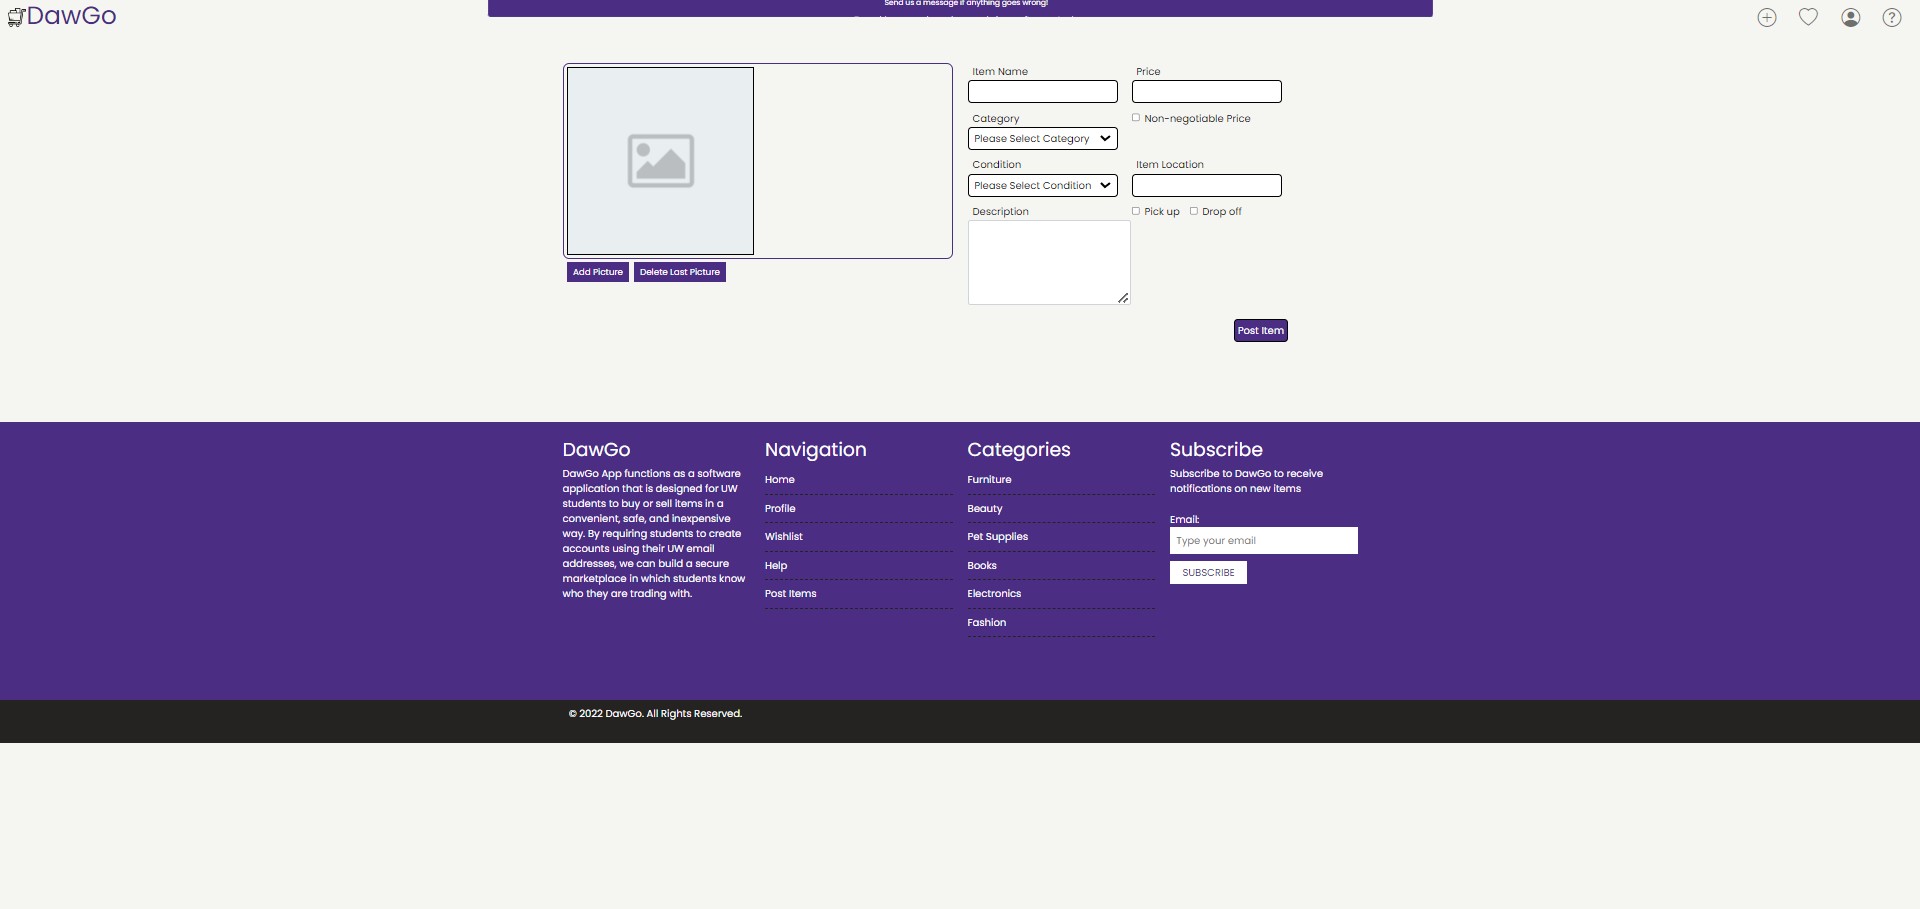 DawGo
Send us a message if anything goes wrong!
Item Name
Price
Category
Non-negotiable Price
Please Select Category
Condition
Item Location
Please Select Condition
Description
Pick up
Drop off
Add Picture
Delete Last Picture
Post Item
DawGo
DawGo App functions as a software
application that is designed for UW
students to buy or sell items in a
convenient, safe, and inexpensive
way. By requiring students to create
accounts using their UW email
addresses, we can build a secure
marketplace in which students know
who they are trading with.
Navigation
Home
Profile
Wishlist
Help
Post Items
Categories
Furniture
Beauty
Pet Supplies
Books
Electronics
Fashion
Subscribe
Subscribe to DawGo to receive
notifications on new items
Email:
Type your email
SUBSCRIBE
© 2022 DawGo. All Rights Reserved.